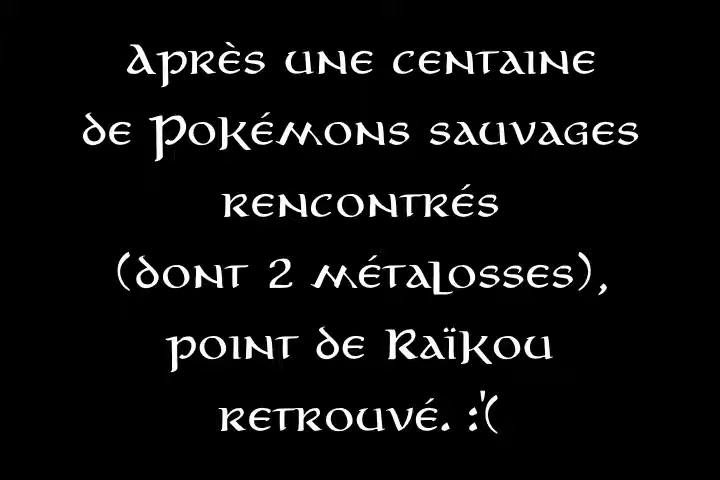 Après une centaine
de Pokémons sauvages
rencontrés
(dont 2 métalosses),
point de Raïkou
retrouvé. :'(